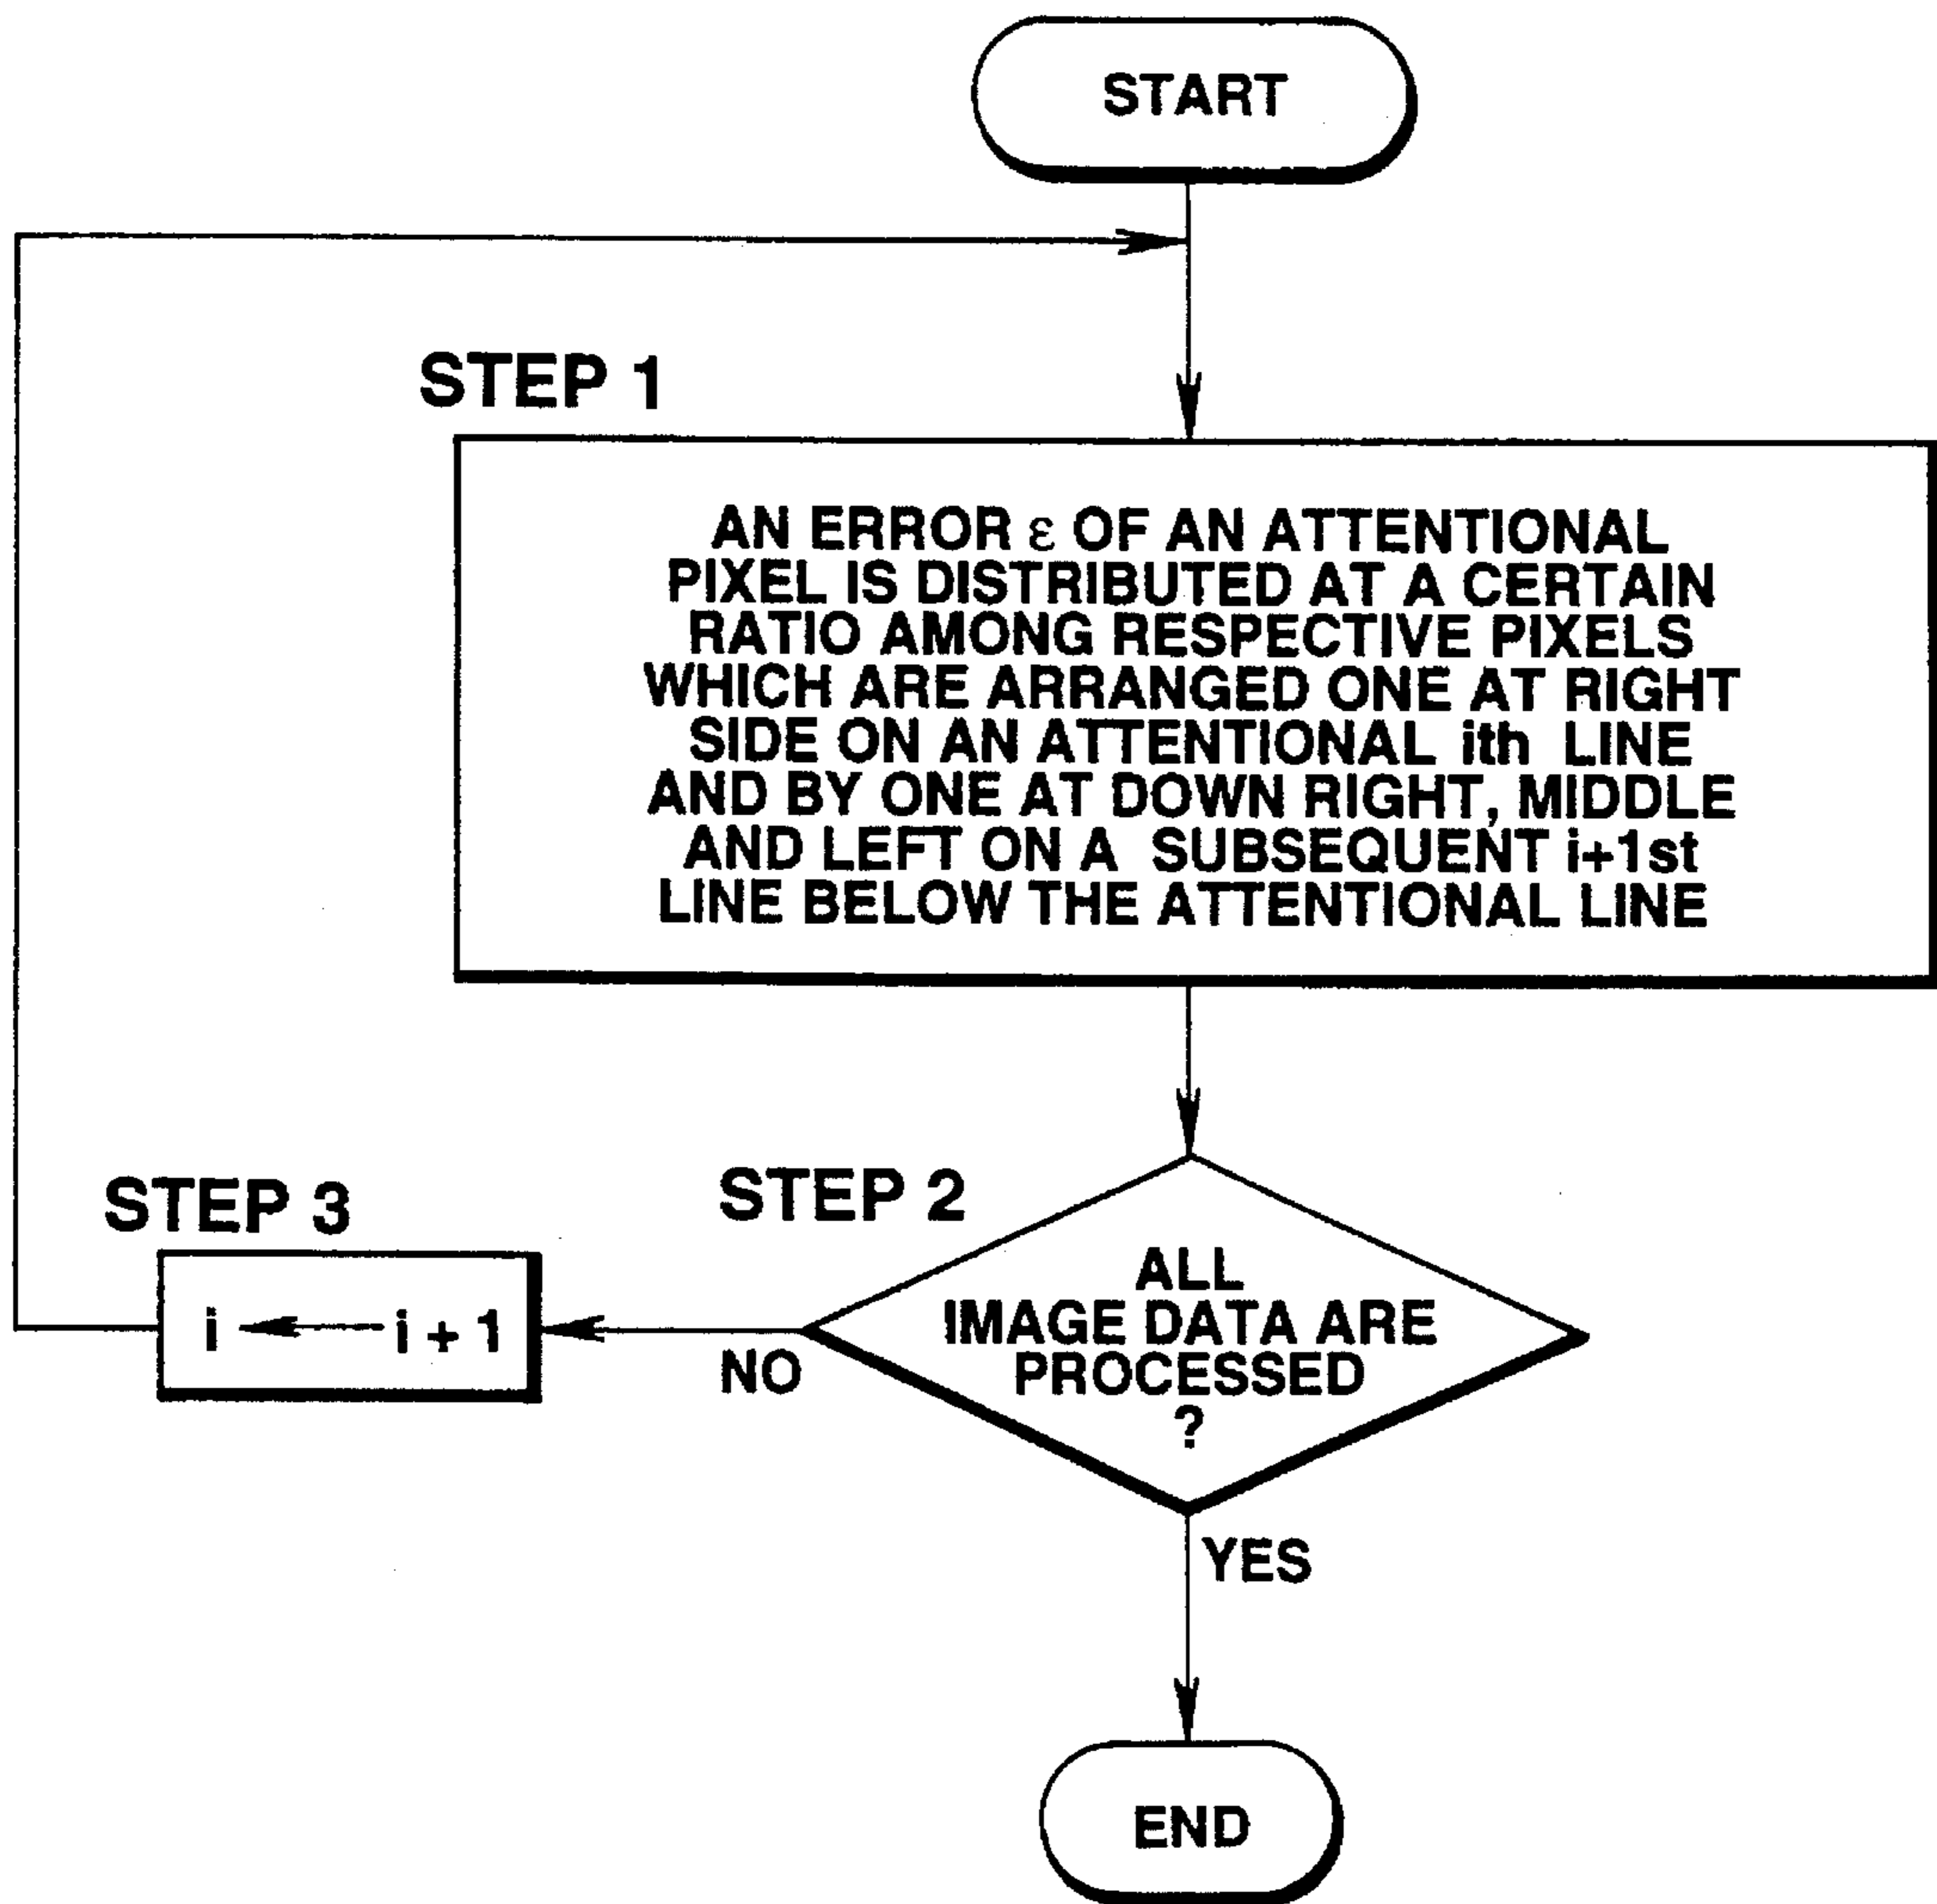 START
STEP 1
AN ERROR ε OF AN ATTENTIONAL
PIXEL IS DISTRIBUTED AT A CERTAIN
RATIO AMONG RESPECTIVE PIXELS
WHICH ARE ARRANGED ONE AT RIGHT
SIDE ON AN ATTENTIONAL ith LINE
AND BY ONE AT DOWN RIGHT, MIDDLE
AND LEFT ON A SUBSEQUENT i+1st
LINE BELOW THE ATTENTIONAL LINE
STEP 2
ALL
IMAGE DATA ARE
PROCESSED
?
NO
STEP 3
i ← i + 1
YES
END